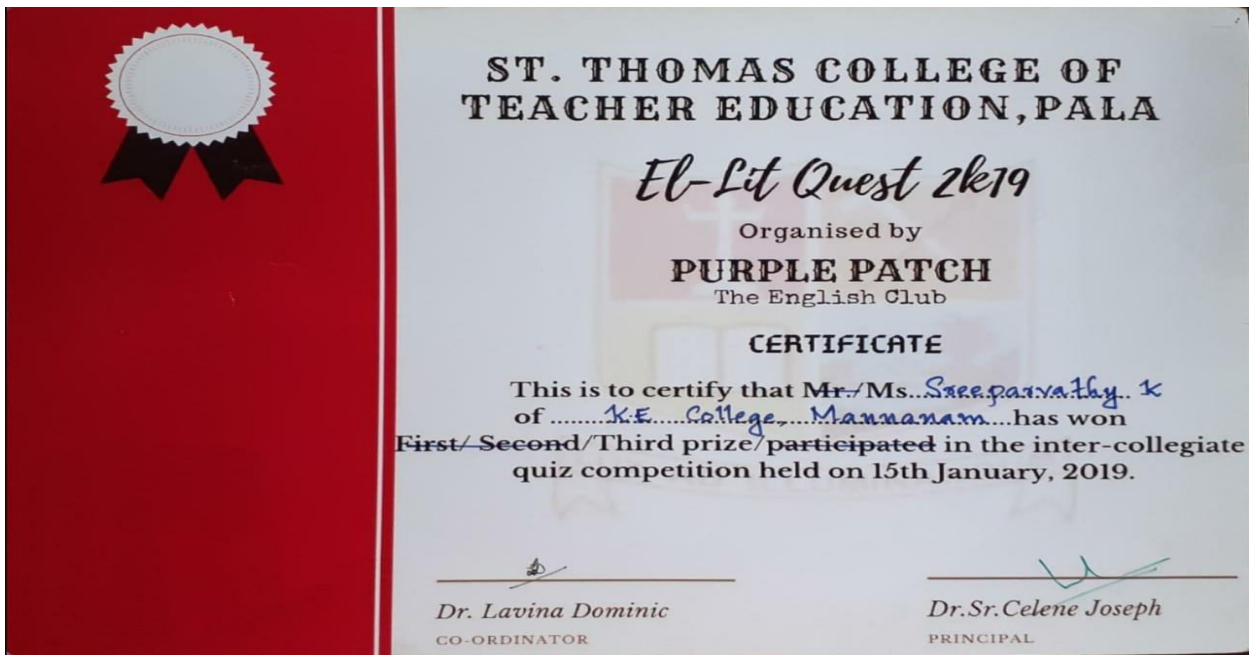 ST. THOMAS COLLEGE OF
TEACHER EDUCATION, PALA
El-Lit Quest 2k19
Organised by
PURPLE PATCH
The English Club
CERTIFICATE
This is to certify that Mr./Ms...Sreeparvathy. K
of ..........K.E.....College,....Mannanam....has won
First/ Second/Third prize/participated in the inter-collegiate
quiz competition held on 15th January, 2019.
Dr. Lavina Dominic
CO-ORDINATOR
Dr.Sr.Celene Joseph
PRINCIPAL